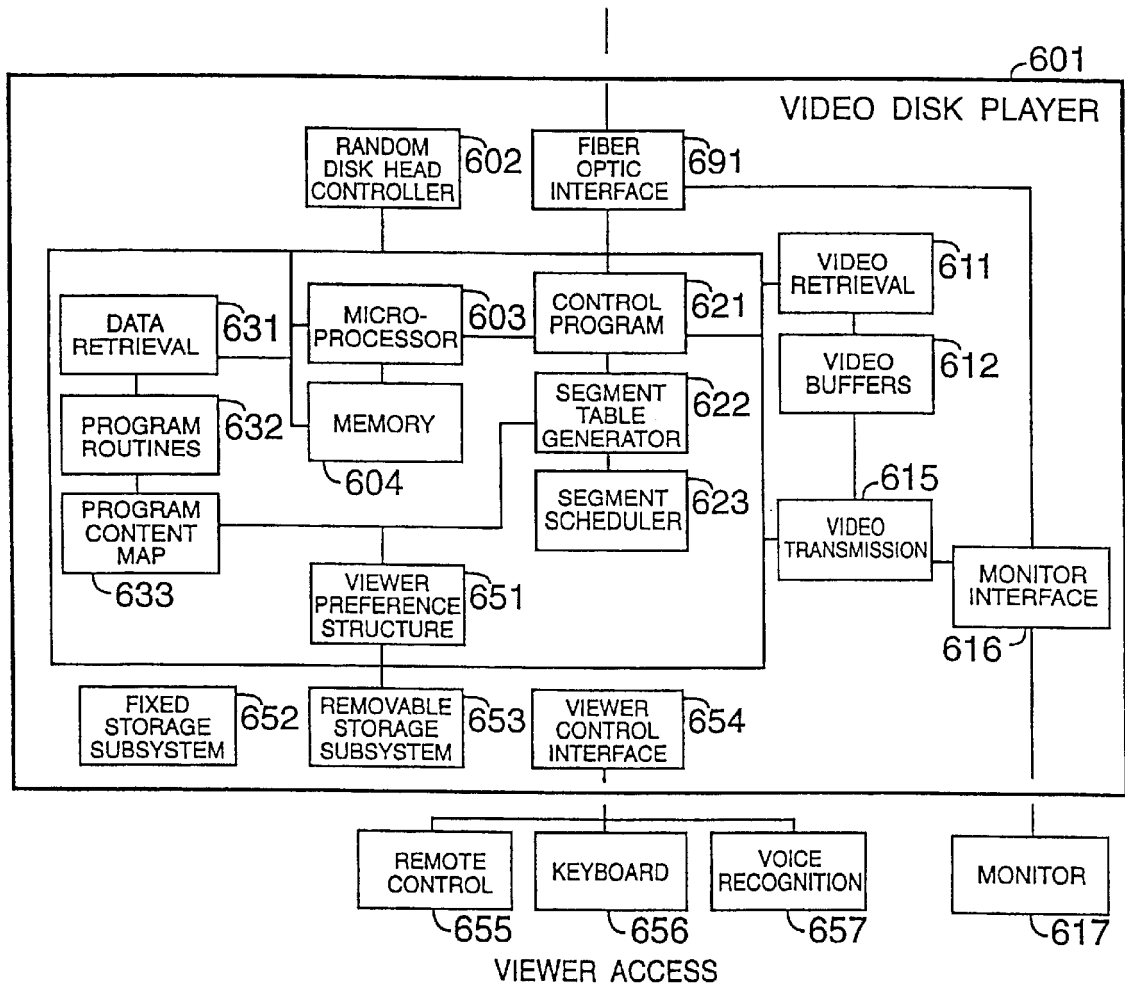 601
VIDEO DISK PLAYER
RANDOM
DISK HEAD
CONTROLLER
602
FIBER
OPTIC
INTERFACE
691
DATA
RETRIEVAL
631
MICRO-
PROCESSOR
603
CONTROL
PROGRAM
621
VIDEO
RETRIEVAL
611
PROGRAM
ROUTINES
632
MEMORY
604
SEGMENT
TABLE
GENERATOR
622
VIDEO
BUFFERS
612
PROGRAM
CONTENT
MAP
633
SEGMENT
SCHEDULER
623
615
VIDEO
TRANSMISSION
VIEWER
PREFERENCE
STRUCTURE
651
MONITOR
INTERFACE
616
FIXED
STORAGE
SUBSYSTEM
652
REMOVABLE
STORAGE
SUBSYSTEM
653
VIEWER
CONTROL
INTERFACE
654
REMOTE
CONTROL
655
KEYBOARD
656
VOICE
RECOGNITION
657
MONITOR
617
VIEWER ACCESS